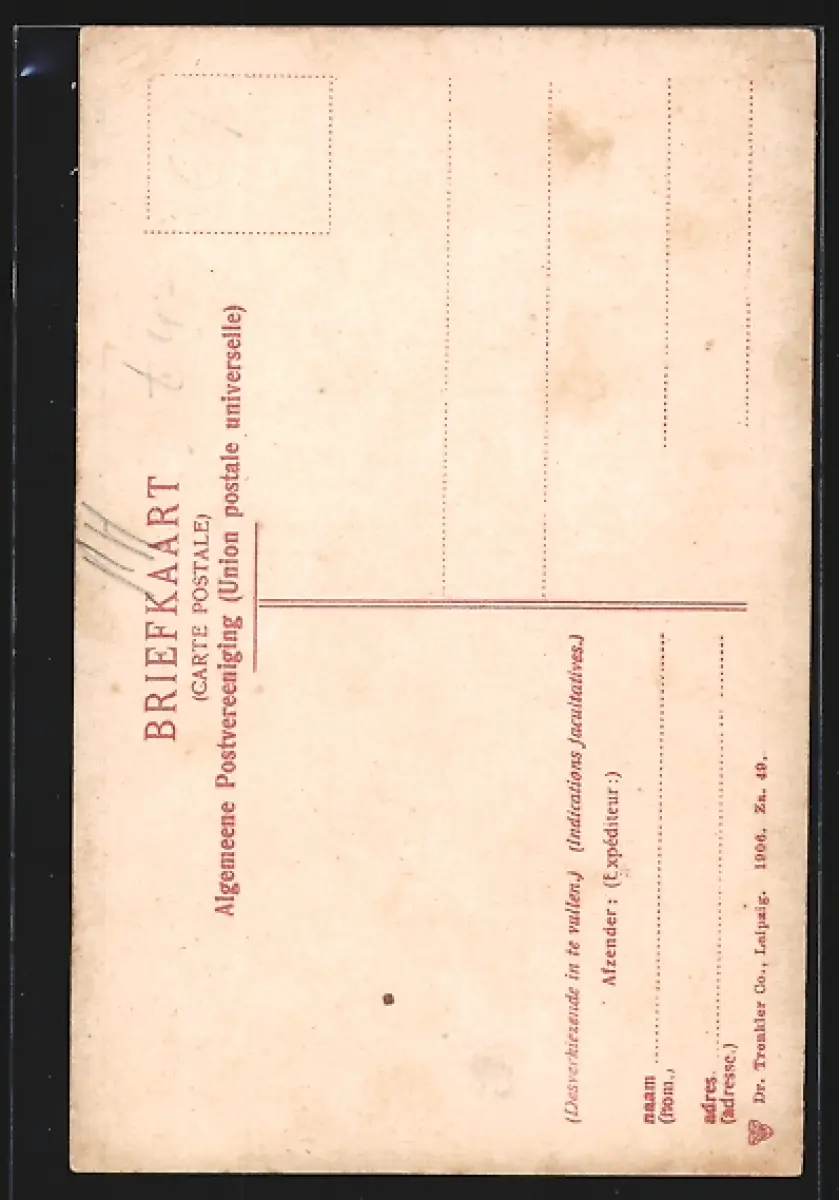 BRIEFKAART
(CARTE POSTALE)
Algemeene Postvereeniging (Union postale universelle)
(Desverkiezende in te vullen.) (Indications facultatives.)
Afzender: (Expéditeur:)
naam
(nom.)
adres
(adresse.)
Dr. Trenkler Co., Leipzig. 1906. Zn. 49.